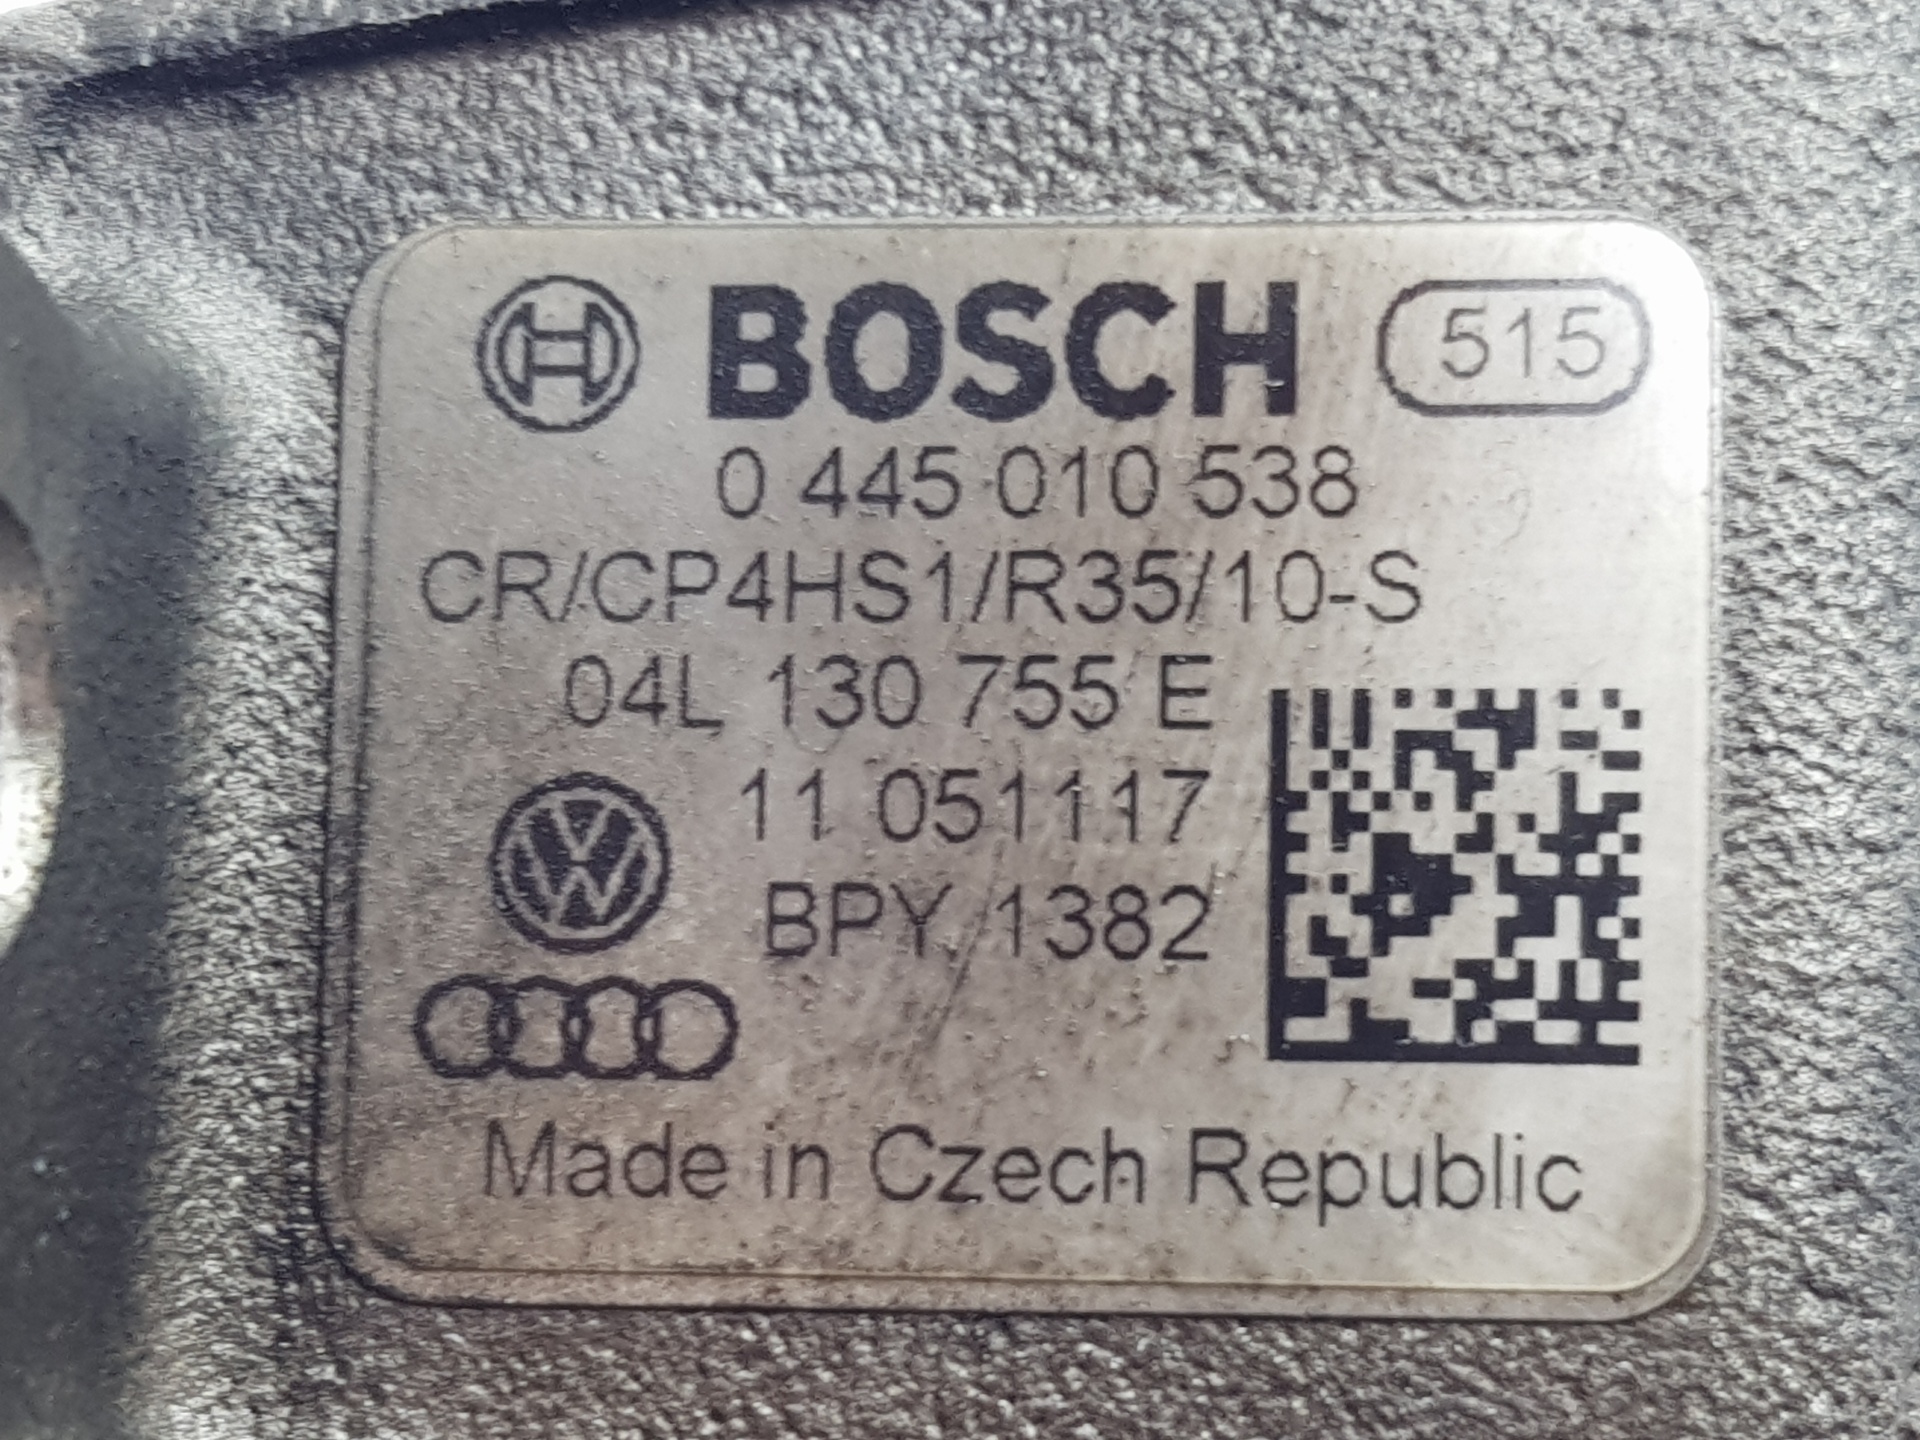 BOSCH 515
0 445 010 538
CR/CP4HS1/R35/10-S
04L 130 755 E
11 051117
BPY 1382
Made in Czech Republic